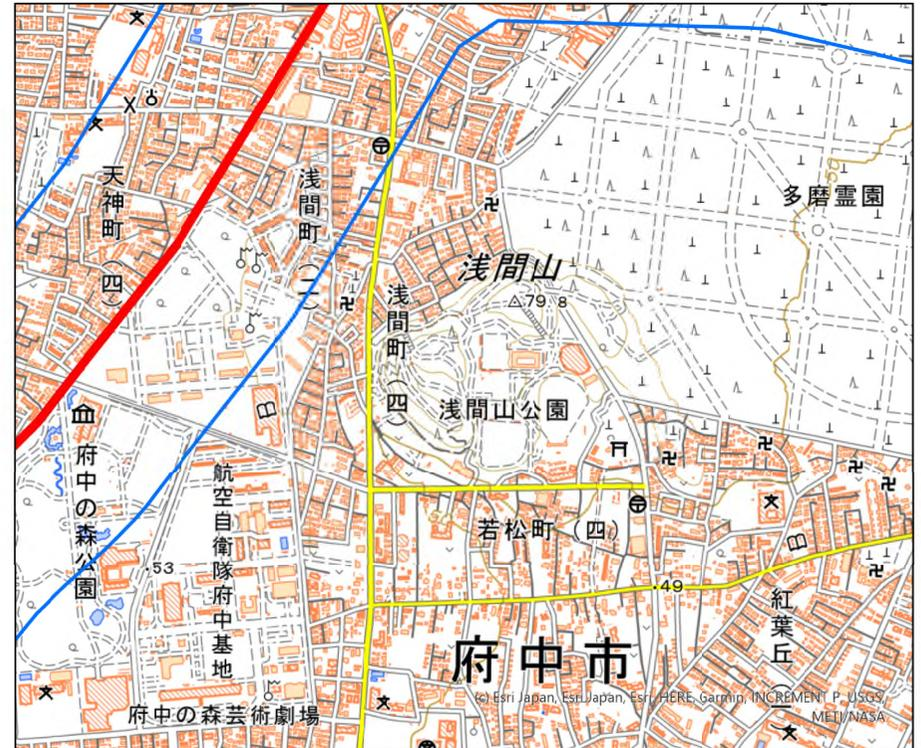 天神町（四）
浅間町（二）
多磨霊園
浅間山
79.8
浅間町（四）
浅間山公園
府中の森公園
航空自衛隊府中基地
若松町（四）
.53
.49
紅葉丘
府中市
(c) Esri Japan, Esri Japan, Esri, HERE, Garmin, INCREMENT P, USGS,
METI/NASA
府中の森芸術劇場